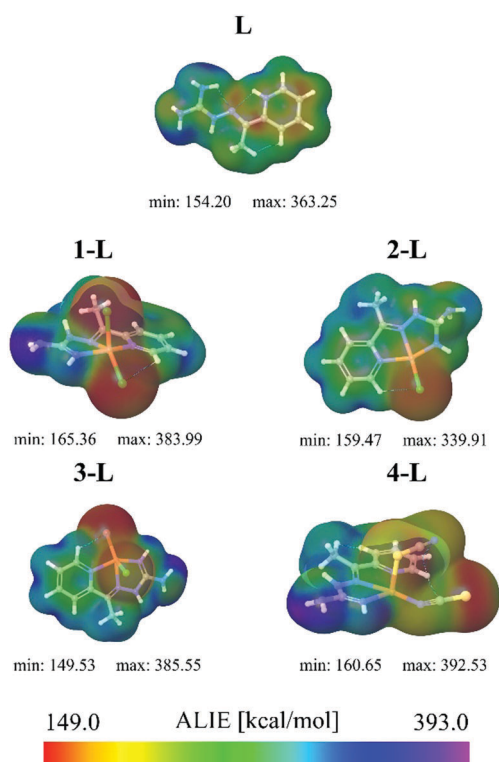 L
min: 154.20 max: 363.25
1-L 2-L
min: 165.36 max: 383.99 min: 159.47 max: 339.91
3-L 4-L
min: 149.53 max: 385.55 min: 160.65 max: 392.53
149.0 ALIE [kcal/mol] 393.0